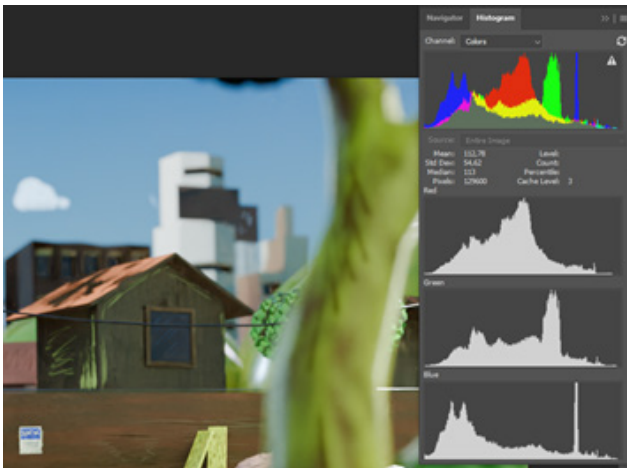 Navigator Histogram
Channel: Colors
Source: Entire Image
Mean: 112,78 Level:
Std Dev: 54,62 Count:
Median: 113 Percentile:
Pixels: 129600 Cache Level: 3
Red
Green
Blue